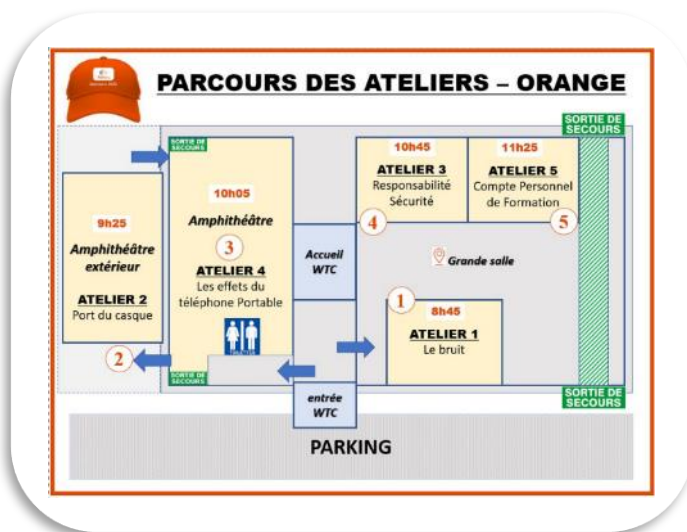 PARCOURS DES ATELIERS – ORANGE
SORTIE DE
SECOURS
SORTIE DE
SECOURS
9h25
Amphithéâtre
extérieur
ATELIER 2
Port du casque
2
10h05
Amphithéâtre
3
ATELIER 4
Les effets du
téléphone Portable
TOILETTES
SORTIE DE
SECOURS
Accueil
WTC
entrée
WTC
10h45
ATELIER 3
Responsabilité
Sécurité
4
11h25
ATELIER 5
Compte Personnel
de Formation
5
Grande salle
1
8h45
ATELIER 1
Le bruit
SORTIE DE
SECOURS
PARKING